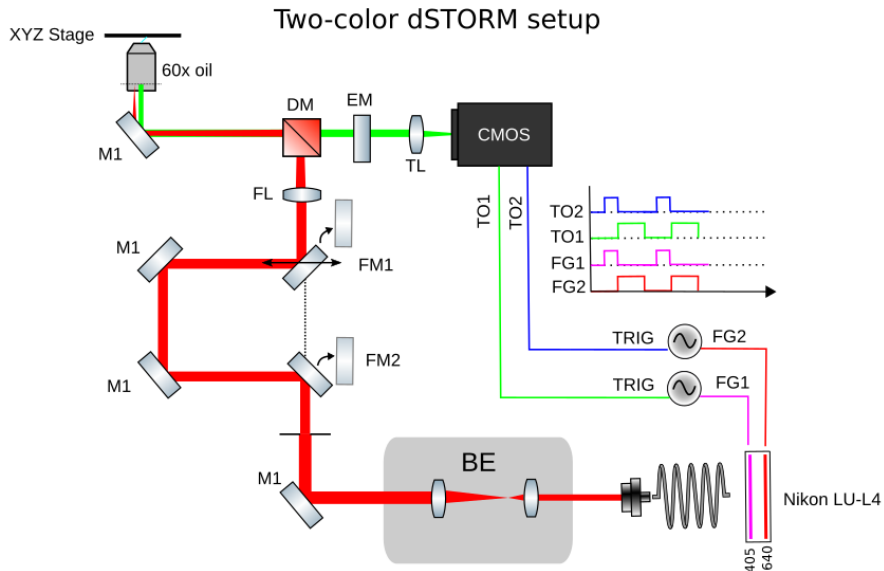 Two-color dSTORM setup
XYZ Stage
60x oil
DM
EM
M1
CMOS
TL
FL
TO1
TO2
TO2
TO1
FG1
FG2
M1
FM1
TRIG
FG2
M1
FM2
TRIG
FG1
BE
M1
Nikon LU-L4
405
640